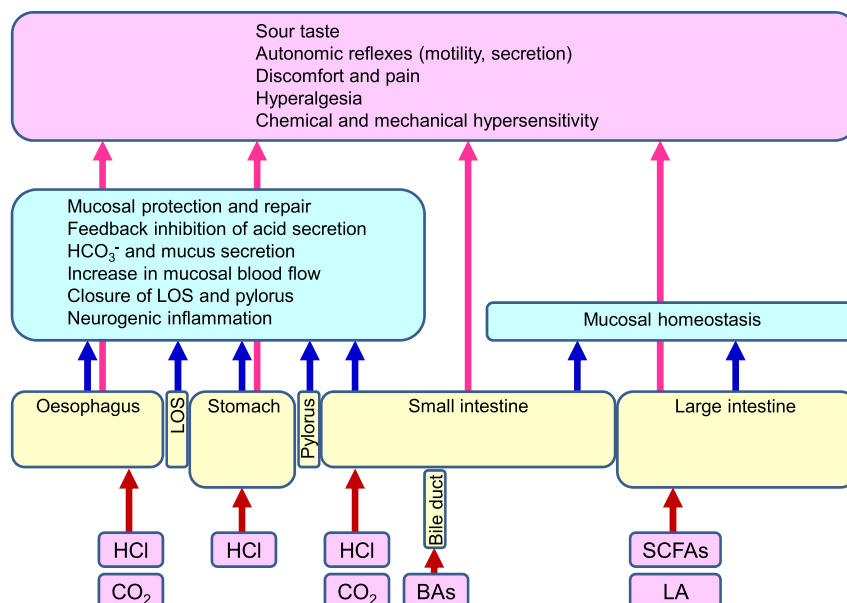 Sour taste
Autonomic reflexes (motility, secretion)
Discomfort and pain
Hyperalgesia
Chemical and mechanical hypersensitivity
Mucosal protection and repair
Feedback inhibition of acid secretion
HCO₃⁻ and mucus secretion
Increase in mucosal blood flow
Closure of LOS and pylorus
Neurogenic inflammation
Mucosal homeostasis
Oesophagus
LOS
Stomach
Pylorus
Small intestine
Large intestine
Bile duct
HCl
HCl
HCl
SCFAs
CO₂
CO₂
BAs
LA